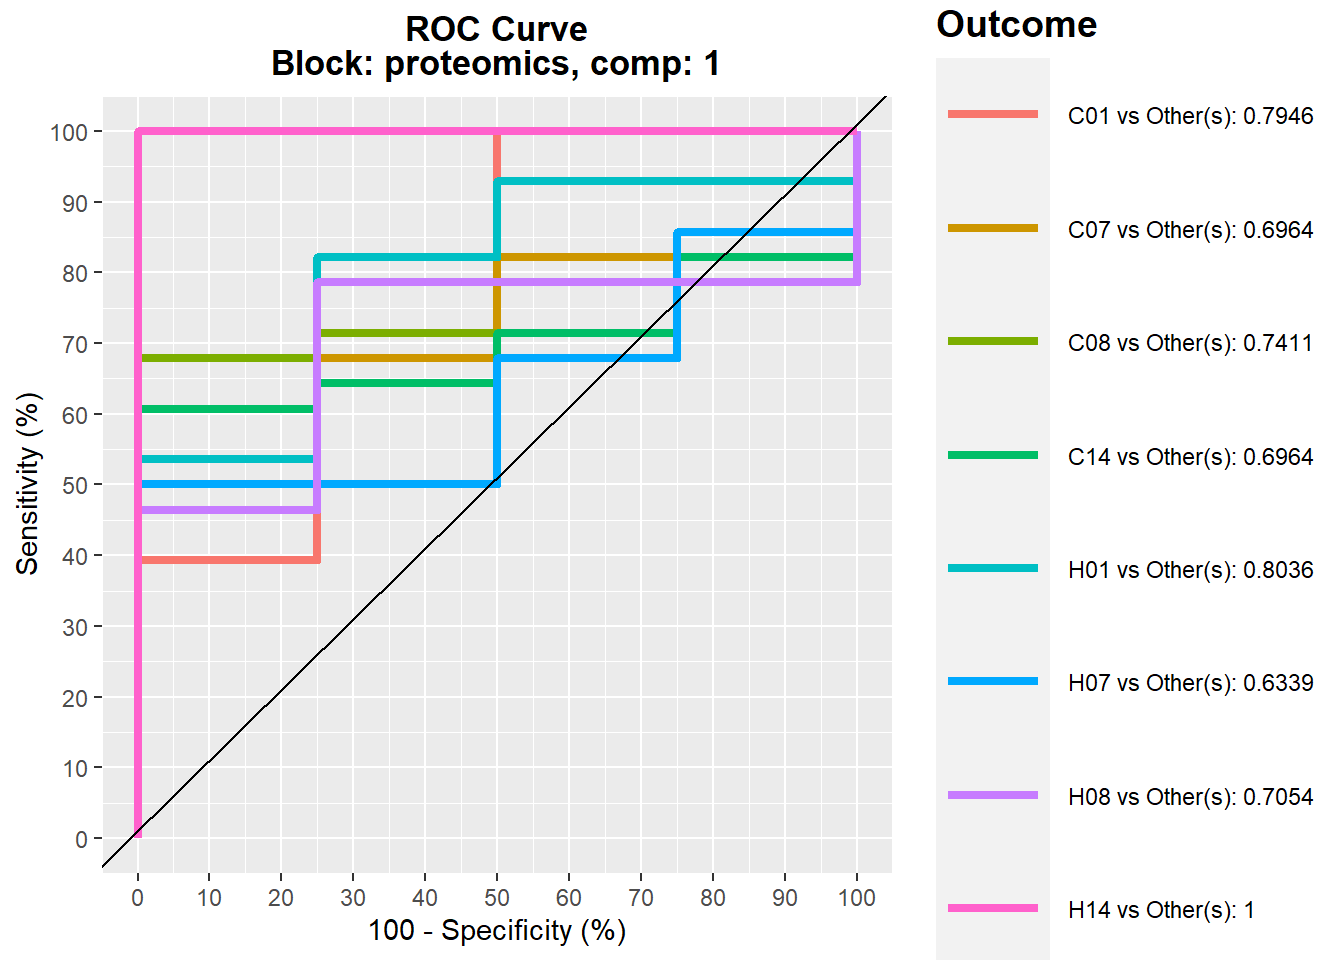 ROC Curve
Block: proteomics, comp: 1
Outcome
C01 vs Other(s): 0.7946
C07 vs Other(s): 0.6964
C08 vs Other(s): 0.7411
C14 vs Other(s): 0.6964
H01 vs Other(s): 0.8036
H07 vs Other(s): 0.6339
H08 vs Other(s): 0.7054
H14 vs Other(s): 1
Sensitivity (%)
100
90
80
70
60
50
40
30
20
10
0
0 10 20 30 40 50 60 70 80 90 100
100 - Specificity (%)